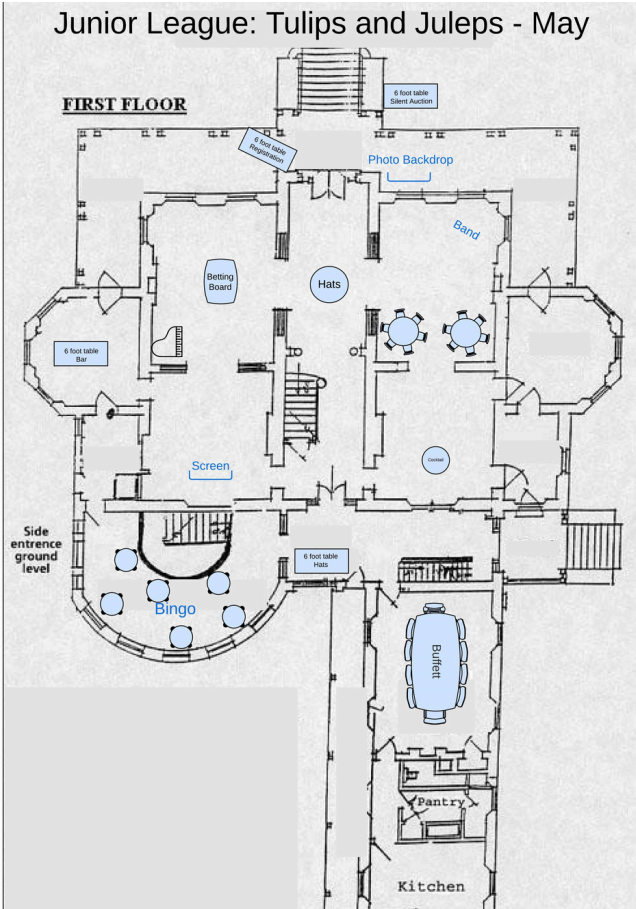 Junior League: Tulips and Juleps - May
6 foot table
Silent Auction
FIRST FLOOR
6 foot table
Registration
Photo Backdrop
Band
Betting
Board
Hats
6 foot table
Bar
Cocktail
Screen
Side
entrence
ground
level
6 foot table
Hats
Bingo
Buffett
Pantry
Kitchen